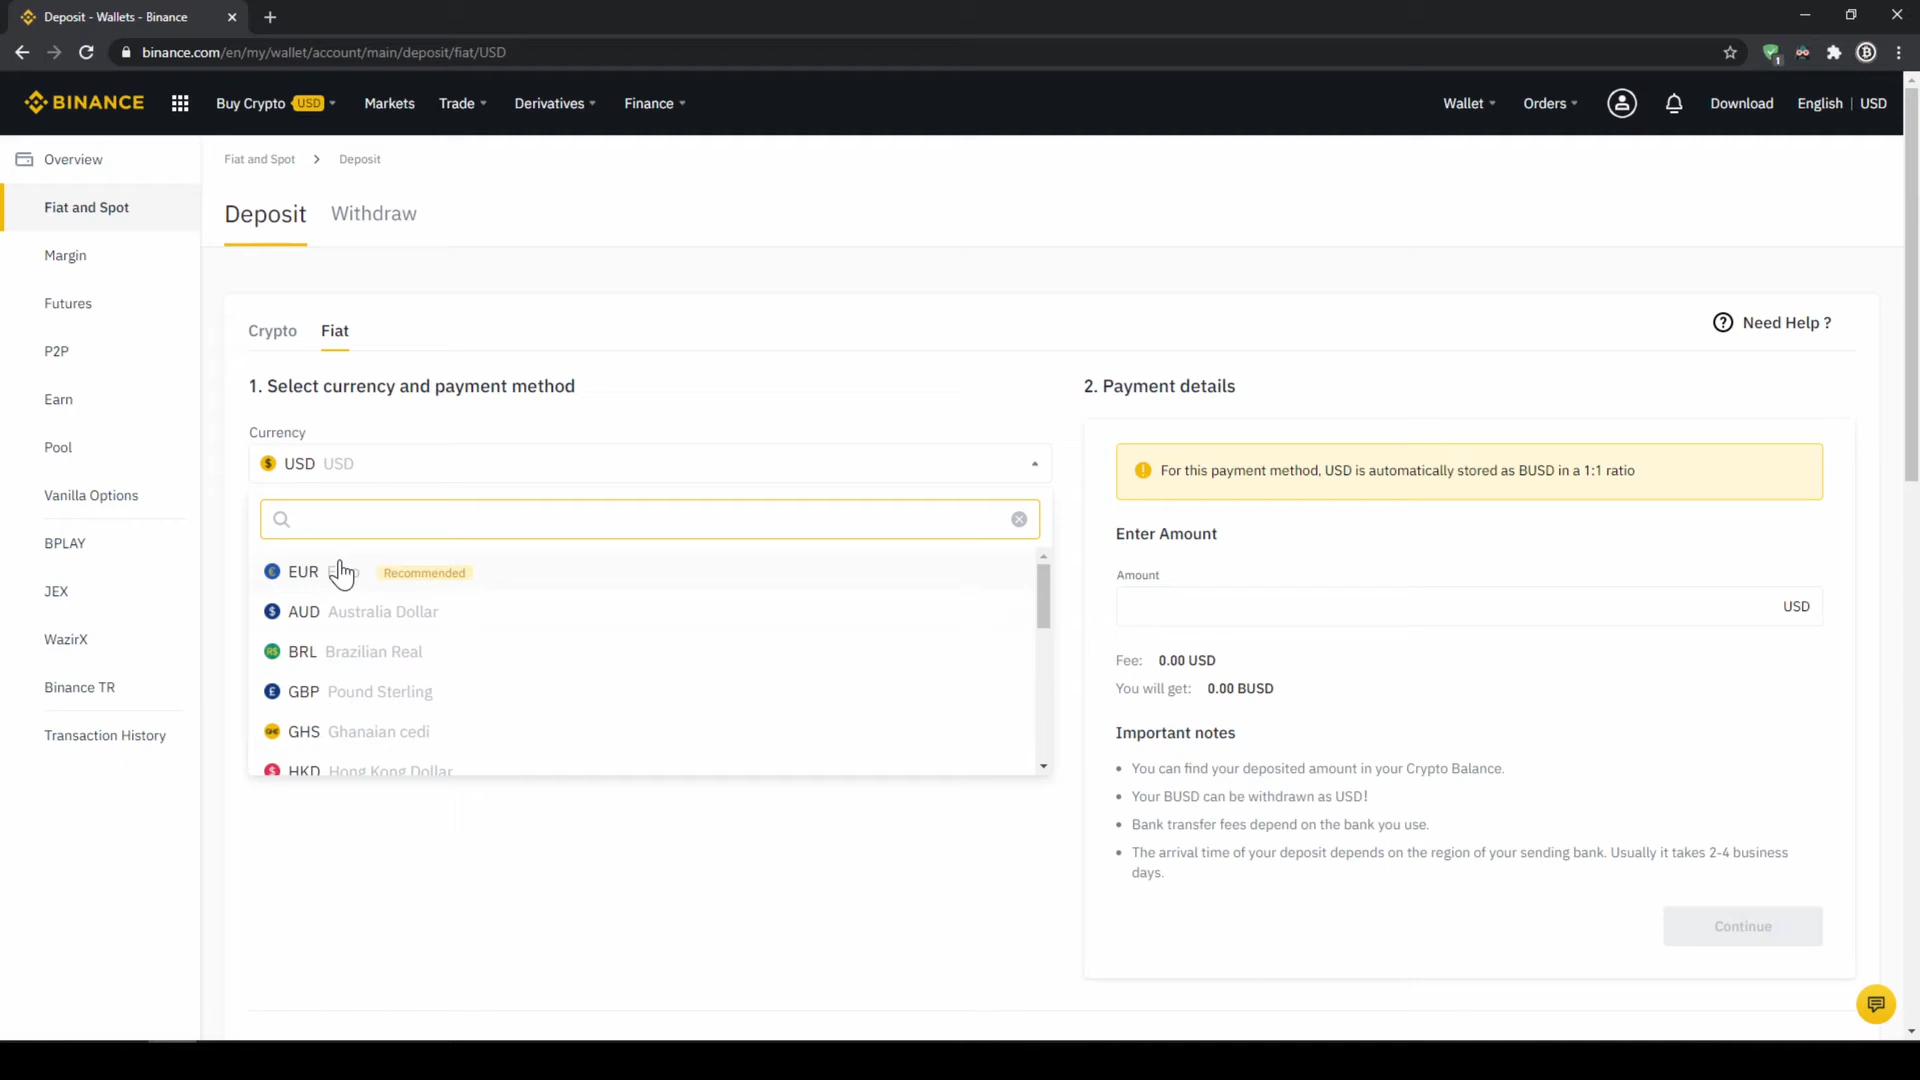 Deposit - Wallets - Binance
binance.com/en/my/wallet/account/main/deposit/fiat/USD
1
BINANCE
Buy Crypto USD
Markets
Trade
Derivatives
Finance
Wallet
Orders
Download
English | USD
Overview
Fiat and Spot
Margin
Futures
P2P
Earn
Pool
Vanilla Options
BPLAY
JEX
WazirX
Binance TR
Transaction History
Fiat and Spot > Deposit
Deposit
Withdraw
Crypto
Fiat
Need Help ?
1. Select currency and payment method
Currency
USD USD
EUR Recommended
AUD Australia Dollar
BRL Brazilian Real
GBP Pound Sterling
GHS Ghanaian cedi
HKD Hong Kong Dollar
2. Payment details
For this payment method, USD is automatically stored as BUSD in a 1:1 ratio
Enter Amount
Amount
USD
Fee: 0.00 USD
You will get: 0.00 BUSD
Important notes
• You can find your deposited amount in your Crypto Balance.
• Your BUSD can be withdrawn as USD!
• Bank transfer fees depend on the bank you use.
• The arrival time of your deposit depends on the region of your sending bank. Usually it takes 2-4 business
days.
Continue